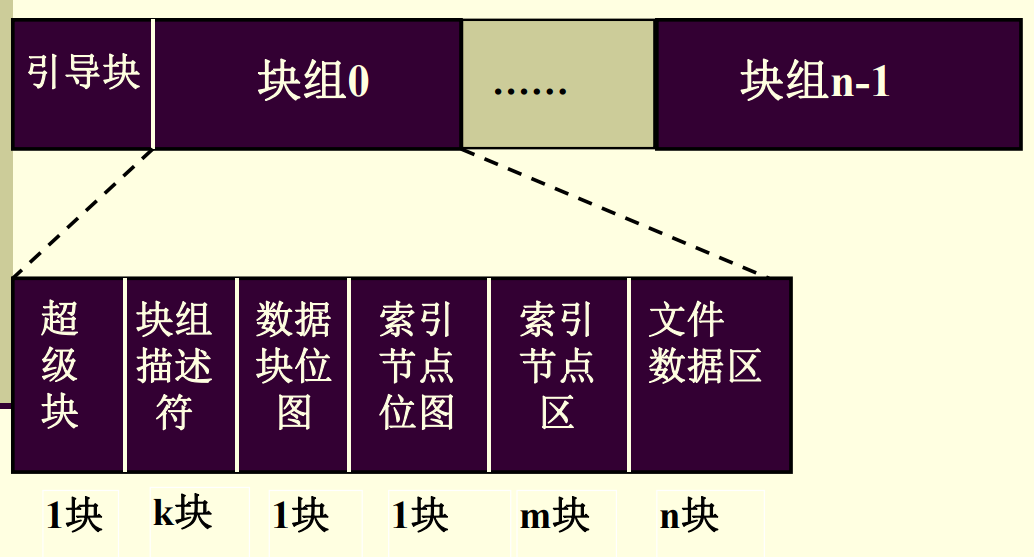 引导块
块组0
......
块组n-1
超
级
块
块组
描述
符
数据
块位
图
索引
节点
位图
索引
节点
区
文件
数据区
1块
k块
1块
1块
m块
n块